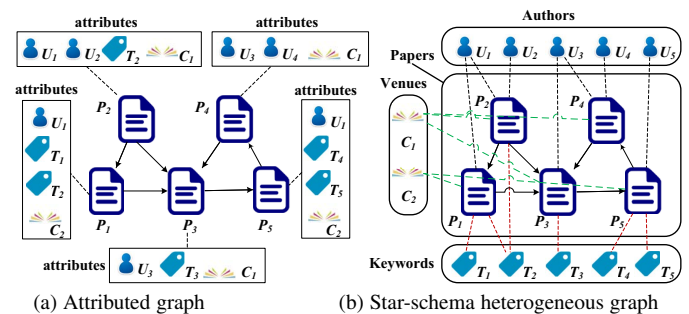 attributes
U1 U2 T2 C1
attributes
U3 U4 C1
attributes
U1
T1
T2
C2
attributes
U1
T4
T5
C2
P2
P4
P1
P3
P5
attributes
U3 T3 C1
(a) Attributed graph
Authors
U1 U2 U3 U4 U5
Papers
Venues
C1
C2
P2
P4
P1
P3
P5
Keywords
T1 T2 T3 T4 T5
(b) Star-schema heterogeneous graph